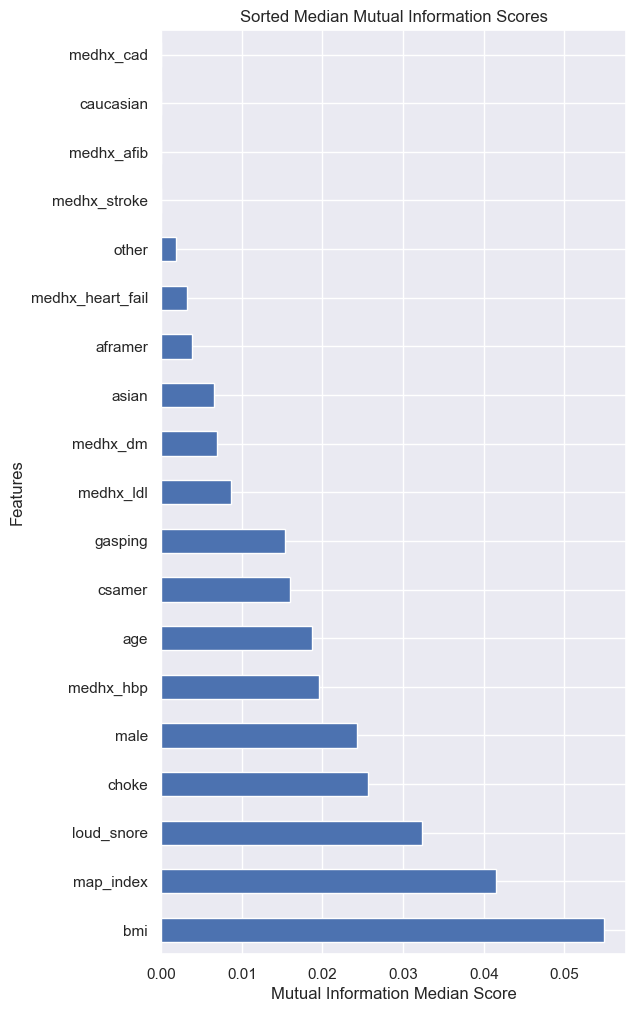 Sorted Median Mutual Information Scores
medhx_cad
caucasian
medhx_afib
medhx_stroke
other
medhx_heart_fail
aframer
asian
medhx_dm
medhx_ldl
gasping
csamer
age
medhx_hbp
male
choke
loud_snore
map_index
bmi
Features
0.00 0.01 0.02 0.03 0.04 0.05
Mutual Information Median Score